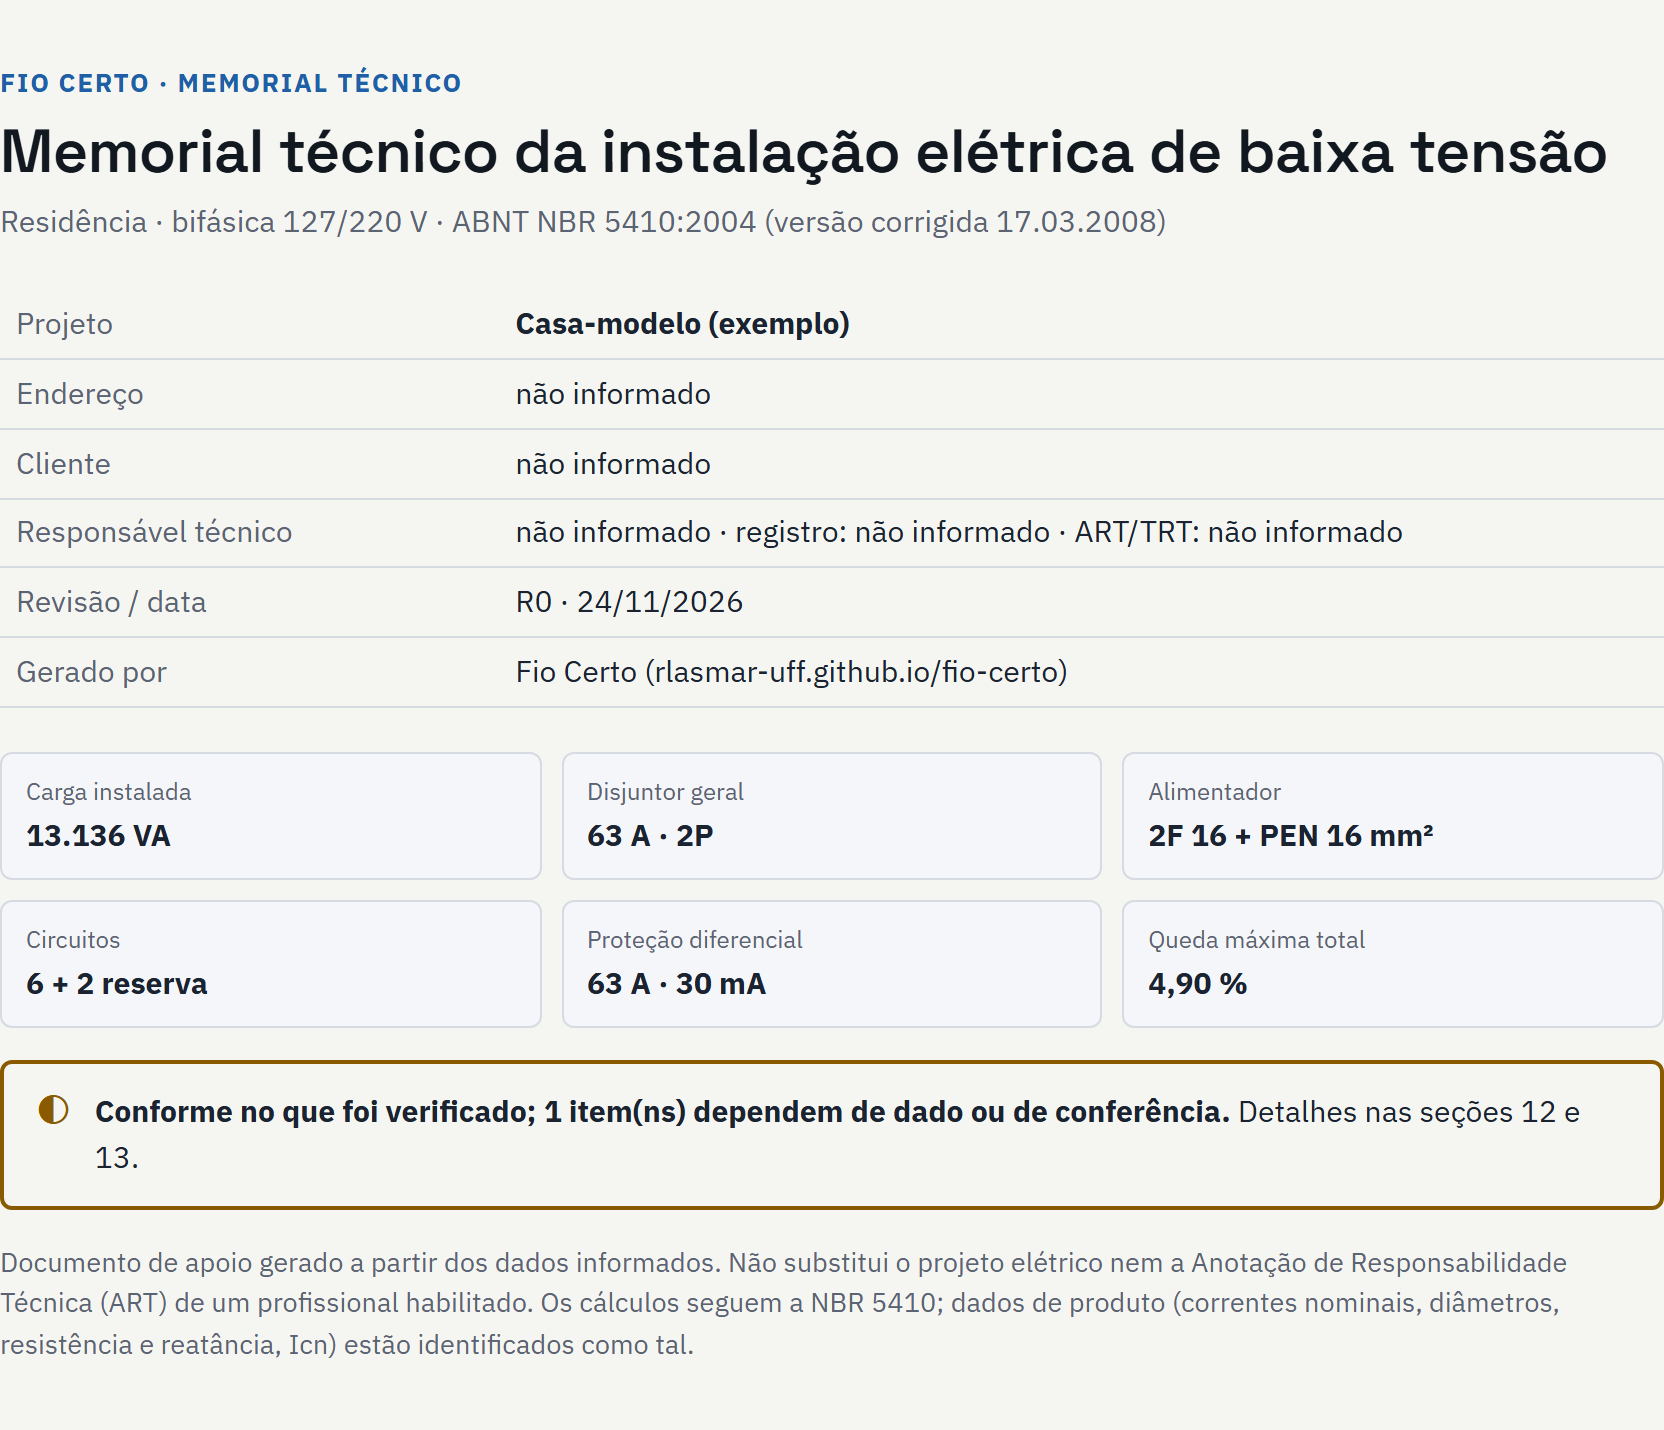 FIO CERTO · MEMORIAL TÉCNICO
Memorial técnico da instalação elétrica de baixa tensão
Residência · bifásica 127/220 V · ABNT NBR 5410:2004 (versão corrigida 17.03.2008)
Projeto Casa-modelo (exemplo)
Endereço não informado
Cliente não informado
Responsável técnico não informado · registro: não informado · ART/TRT: não informado
Revisão / data R0 · 24/11/2026
Gerado por Fio Certo (rlasmar-uff.github.io/fio-certo)
Carga instalada
13.136 VA
Disjuntor geral
63 A · 2P
Alimentador
2F 16 + PEN 16 mm²
Circuitos
6 + 2 reserva
Proteção diferencial
63 A · 30 mA
Queda máxima total
4,90 %
Conforme no que foi verificado; 1 item(ns) dependem de dado ou de conferência. Detalhes nas seções 12 e
13.
Documento de apoio gerado a partir dos dados informados. Não substitui o projeto elétrico nem a Anotação de Responsabilidade
Técnica (ART) de um profissional habilitado. Os cálculos seguem a NBR 5410; dados de produto (correntes nominais, diâmetros,
resistência e reatância, Icn) estão identificados como tal.